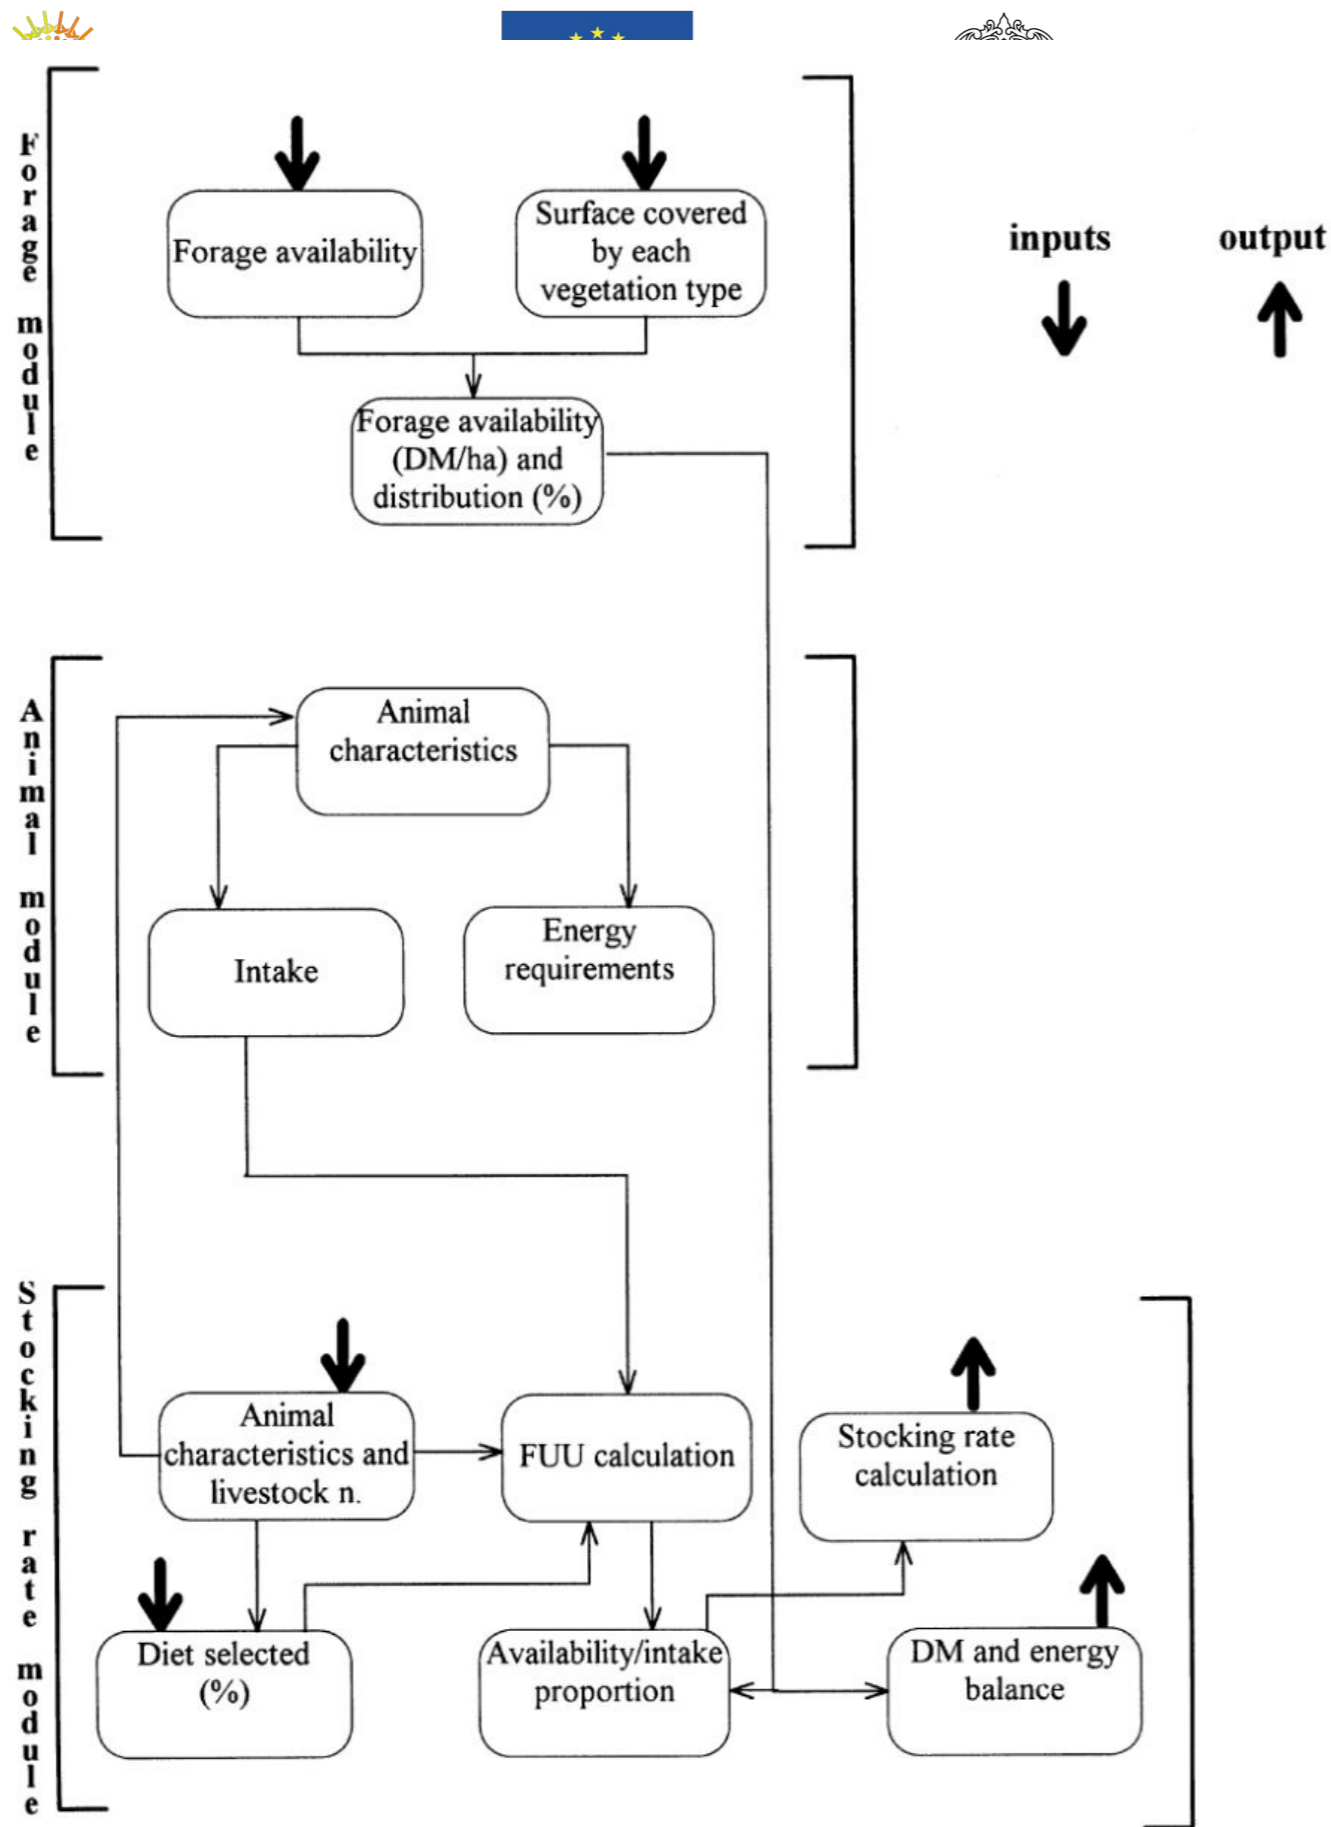 Forage module
Forage availability
Surface covered
by each
vegetation type
inputs
output
Forage availability
(DM/ha) and
distribution (%)
Animal module
Animal
characteristics
Intake
Energy
requirements
Stocking rate module
Animal
characteristics and
livestock n.
FUU calculation
Stocking rate
calculation
Diet selected
(%)
Availability/intake
proportion
DM and energy
balance